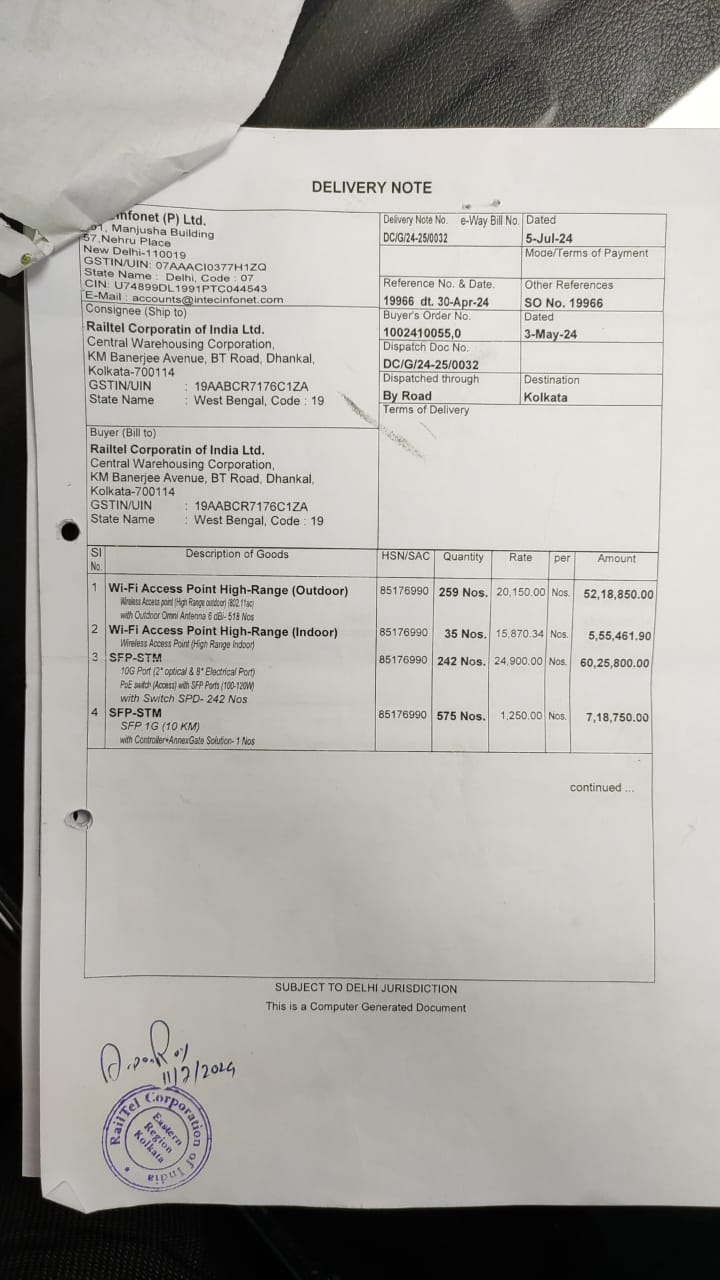 DELIVERY NOTE
Infonet (P) Ltd.
Manjusha Building
57,Nehru Place
New Delhi-110019
GSTIN/UIN: 07AAACI0377H1ZQ
State Name : Delhi, Code : 07
CIN: U74899DL1991PTC044543
E-Mail : accounts@intecinfonet.com
Delivery Note No. e-Way Bill No.
DC/G/24-25/0032
Dated
5-Jul-24
Mode/Terms of Payment
Reference No. & Date.
19966 dt. 30-Apr-24
Other References
SO No. 19966
Buyer's Order No.
1002410055,0
Dated
3-May-24
Dispatch Doc No.
DC/G/24-25/0032
Dispatched through
By Road
Destination
Kolkata
Terms of Delivery
Consignee (Ship to)
Railtel Corporatin of India Ltd.
Central Warehousing Corporation,
KM Banerjee Avenue, BT Road, Dhankal,
Kolkata-700114
GSTIN/UIN : 19AABCR7176C1ZA
State Name : West Bengal, Code : 19
Buyer (Bill to)
Railtel Corporatin of India Ltd.
Central Warehousing Corporation,
KM Banerjee Avenue, BT Road, Dhankal,
Kolkata-700114
GSTIN/UIN : 19AABCR7176C1ZA
State Name : West Bengal, Code : 19
Sl No. Description of Goods HSN/SAC Quantity Rate per Amount
1 Wi-Fi Access Point High-Range (Outdoor) 85176990 259 Nos. 20,150.00 Nos. 52,18,850.00
Wireless Access point (High Range outdoor) (802.11ac)
with Outdoor Omni Antenna 6 dBi- 518 Nos
2 Wi-Fi Access Point High-Range (Indoor) 85176990 35 Nos. 15,870.34 Nos. 5,55,461.90
Wireless Access Point (High Range Indoor)
3 SFP-STM 85176990 242 Nos. 24,900.00 Nos. 60,25,800.00
10G Port (2* optical & 8* Electrical Port)
PoE switch (Access) with SFP Ports (100-120W)
with Switch SPD- 242 Nos
4 SFP-STM 85176990 575 Nos. 1,250.00 Nos. 7,18,750.00
SFP 1G (10 KM)
with Controller+AnnexGate Solution- 1 Nos
continued ...
SUBJECT TO DELHI JURISDICTION
This is a Computer Generated Document
11/7/2024
RailTel Corporation of India
Eastern
Region
Kolkata